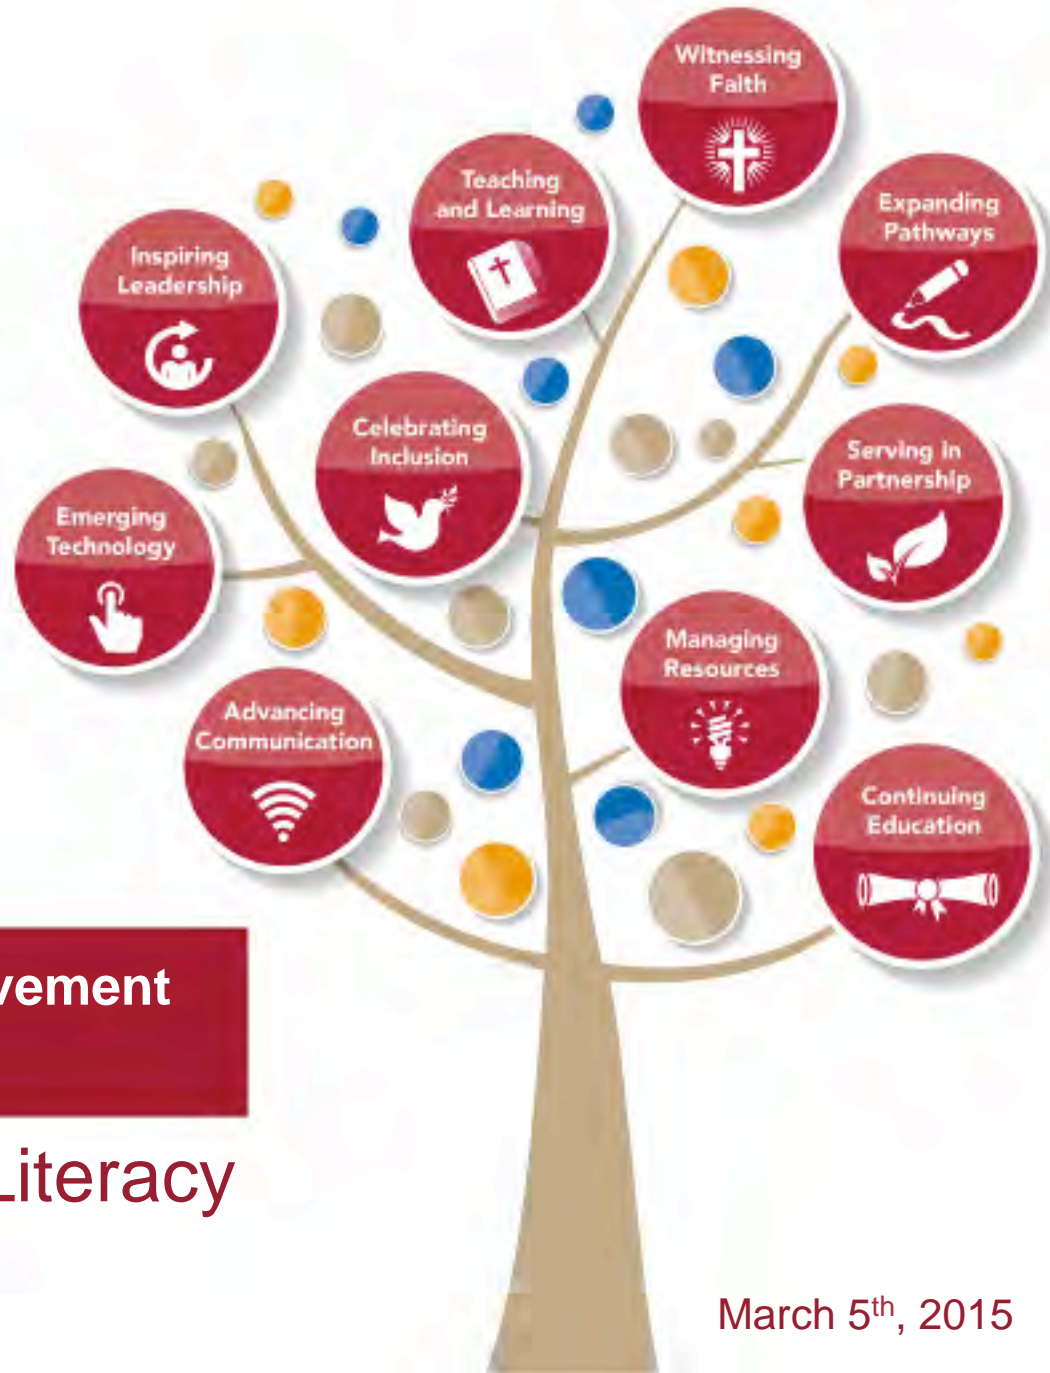 Witnessing
Faith
Teaching
and Learning
Expanding
Pathways
Inspiring
Leadership
Celebrating
Inclusion
Serving in
Partnership
Emerging
Technology
Managing
Resources
Advancing
Communication
Continuing
Education
vement
Literacy
March 5th, 2015